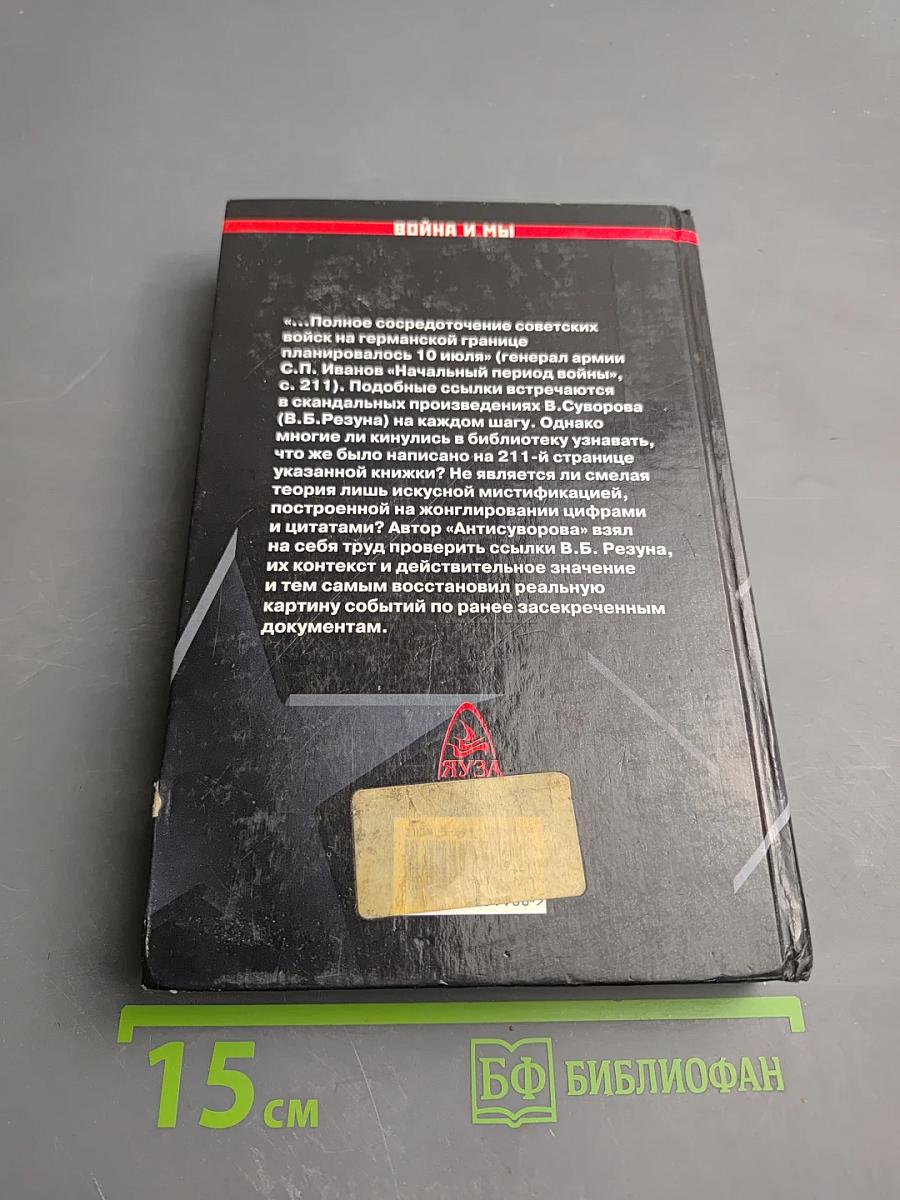 ВОЙНА И МЫ
«...Полное сосредоточение советских
войск на германской границе
планировалось 10 июля» (генерал армии
С.П. Иванов «Начальный период войны»,
с. 211). Подобные ссылки встречаются
в скандальных произведениях В.Суворова
(В.Б.Резуна) на каждом шагу. Однако
многие ли кинулись в библиотеку узнавать,
что же было написано на 211-й странице
указанной книжки? Не является ли смелая
теория лишь искусной мистификацией,
построенной на жонглировании цифрами
и цитатами? Автор «Антисуворова» взял
на себя труд проверить ссылки В.Б. Резуна,
их контекст и действительное значение
и тем самым восстановил реальную
картину событий по ранее засекреченным
документам.
ЯУЗА
15 см
БФ БИБЛИОФАН